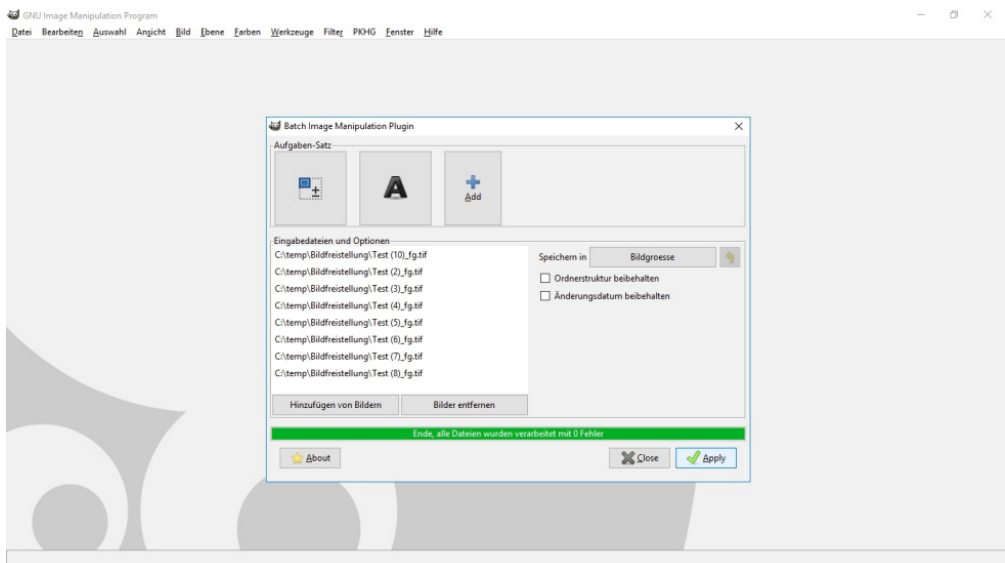 GNU Image Manipulation Program
Datei Bearbeiten Auswahl Ansicht Bild Ebene Farben Werkzeuge Filter PKHG Fenster Hilfe
Batch Image Manipulation Plugin
Aufgaben-Satz
A
Add
Eingabedateien und Optionen
C:\temp\Bildfreistellung\Test (10)_fg.tif
C:\temp\Bildfreistellung\Test (2)_fg.tif
C:\temp\Bildfreistellung\Test (3)_fg.tif
C:\temp\Bildfreistellung\Test (4)_fg.tif
C:\temp\Bildfreistellung\Test (5)_fg.tif
C:\temp\Bildfreistellung\Test (6)_fg.tif
C:\temp\Bildfreistellung\Test (7)_fg.tif
C:\temp\Bildfreistellung\Test (8)_fg.tif
Speichern in Bildgroesse
Ordnerstruktur beibehalten
Änderungsdatum beibehalten
Hinzufügen von Bildern Bilder entfernen
Ende, alle Dateien wurden verarbeitet mit 0 Fehler
About Close Apply